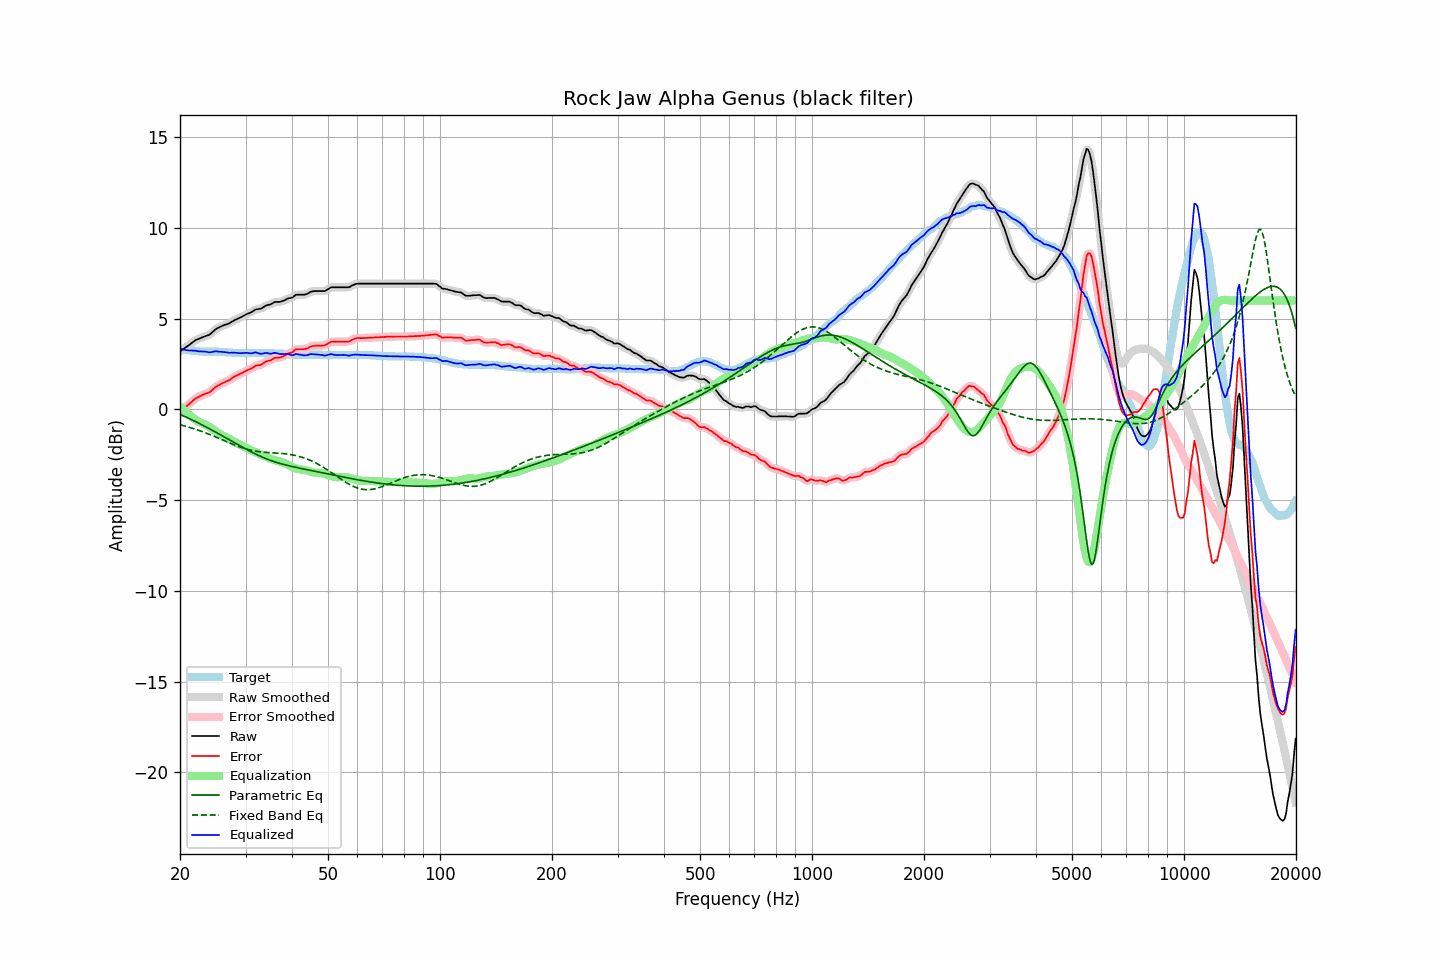 Rock Jaw Alpha Genus (black filter)
Amplitude (dBr)
15
10
5
0
−5
−10
−15
−20
Target
Raw Smoothed
Error Smoothed
Raw
Error
Equalization
Parametric Eq
Fixed Band Eq
Equalized
20
50
100
200
500
1000
2000
5000
10000
20000
Frequency (Hz)